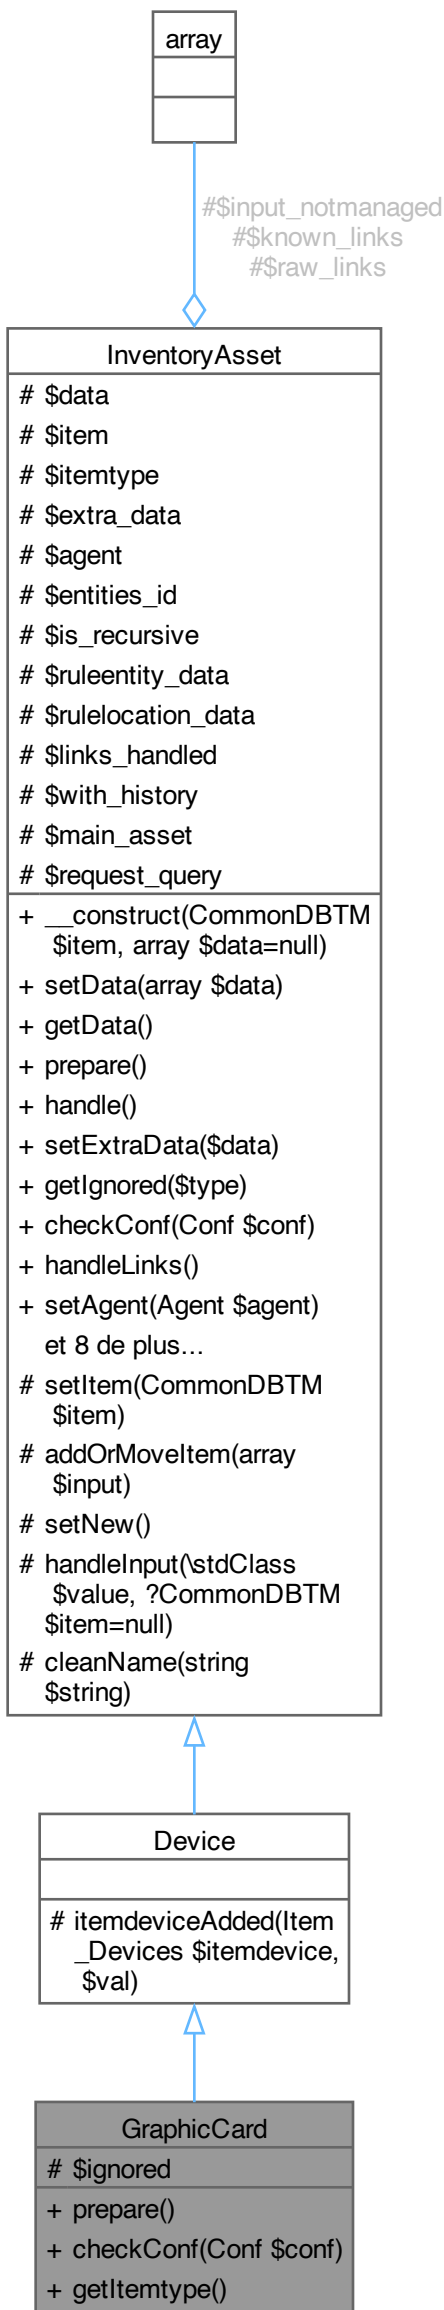 array
#$input_notmanaged
#$known_links
#$raw_links
InventoryAsset
# $data
# $item
# $itemtype
# $extra_data
# $agent
# $entities_id
# $is_recursive
# $ruleentity_data
# $rulelocation_data
# $links_handled
# $with_history
# $main_asset
# $request_query
+ __construct(CommonDBTM
$item, array $data=null)
+ setData(array $data)
+ getData()
+ prepare()
+ handle()
+ setExtraData($data)
+ getIgnored($type)
+ checkConf(Conf $conf)
+ handleLinks()
+ setAgent(Agent $agent)
et 8 de plus...
# setItem(CommonDBTM
$item)
# addOrMoveItem(array
$input)
# setNew()
# handleInput(\stdClass
$value, ?CommonDBTM
$item=null)
# cleanName(string
$string)
Device
# itemdeviceAdded(Item
_Devices $itemdevice,
$val)
GraphicCard
# $ignored
+ prepare()
+ checkConf(Conf $conf)
+ getItemtype()